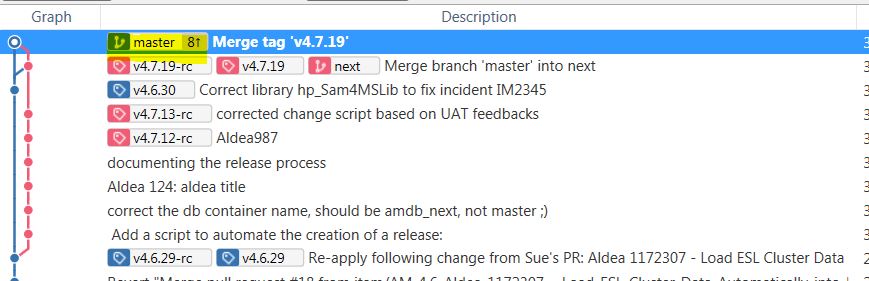 Graph Description
master 8↑ Merge tag 'v4.7.19'
v4.7.19-rc v4.7.19 next Merge branch 'master' into next
v4.6.30 Correct library hp_Sam4MSLib to fix incident IM2345
v4.7.13-rc corrected change script based on UAT feedbacks
v4.7.12-rc Aldea987
documenting the release process
Aldea 124: aldea title
correct the db container name, should be amdb_next, not master ;)
Add a script to automate the creation of a release:
v4.6.29-rc v4.6.29 Re-apply following change from Sue's PR: Aldea 1172307 - Load ESL Cluster Data